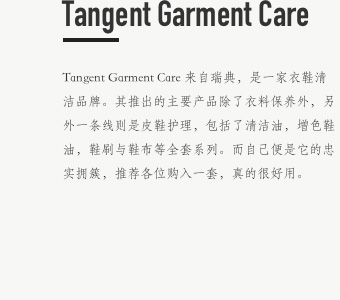 Tangent Garment Care
Tangent Garment Care 来自瑞典，是一家衣鞋清
洁品牌。其推出的主要产品除了衣料保养外，另
外一条线则是皮鞋护理，包括了清洁油，增色鞋
油，鞋刷与鞋布等全套系列。而自己便是它的忠
实拥簇，推荐各位购入一套，真的很好用。